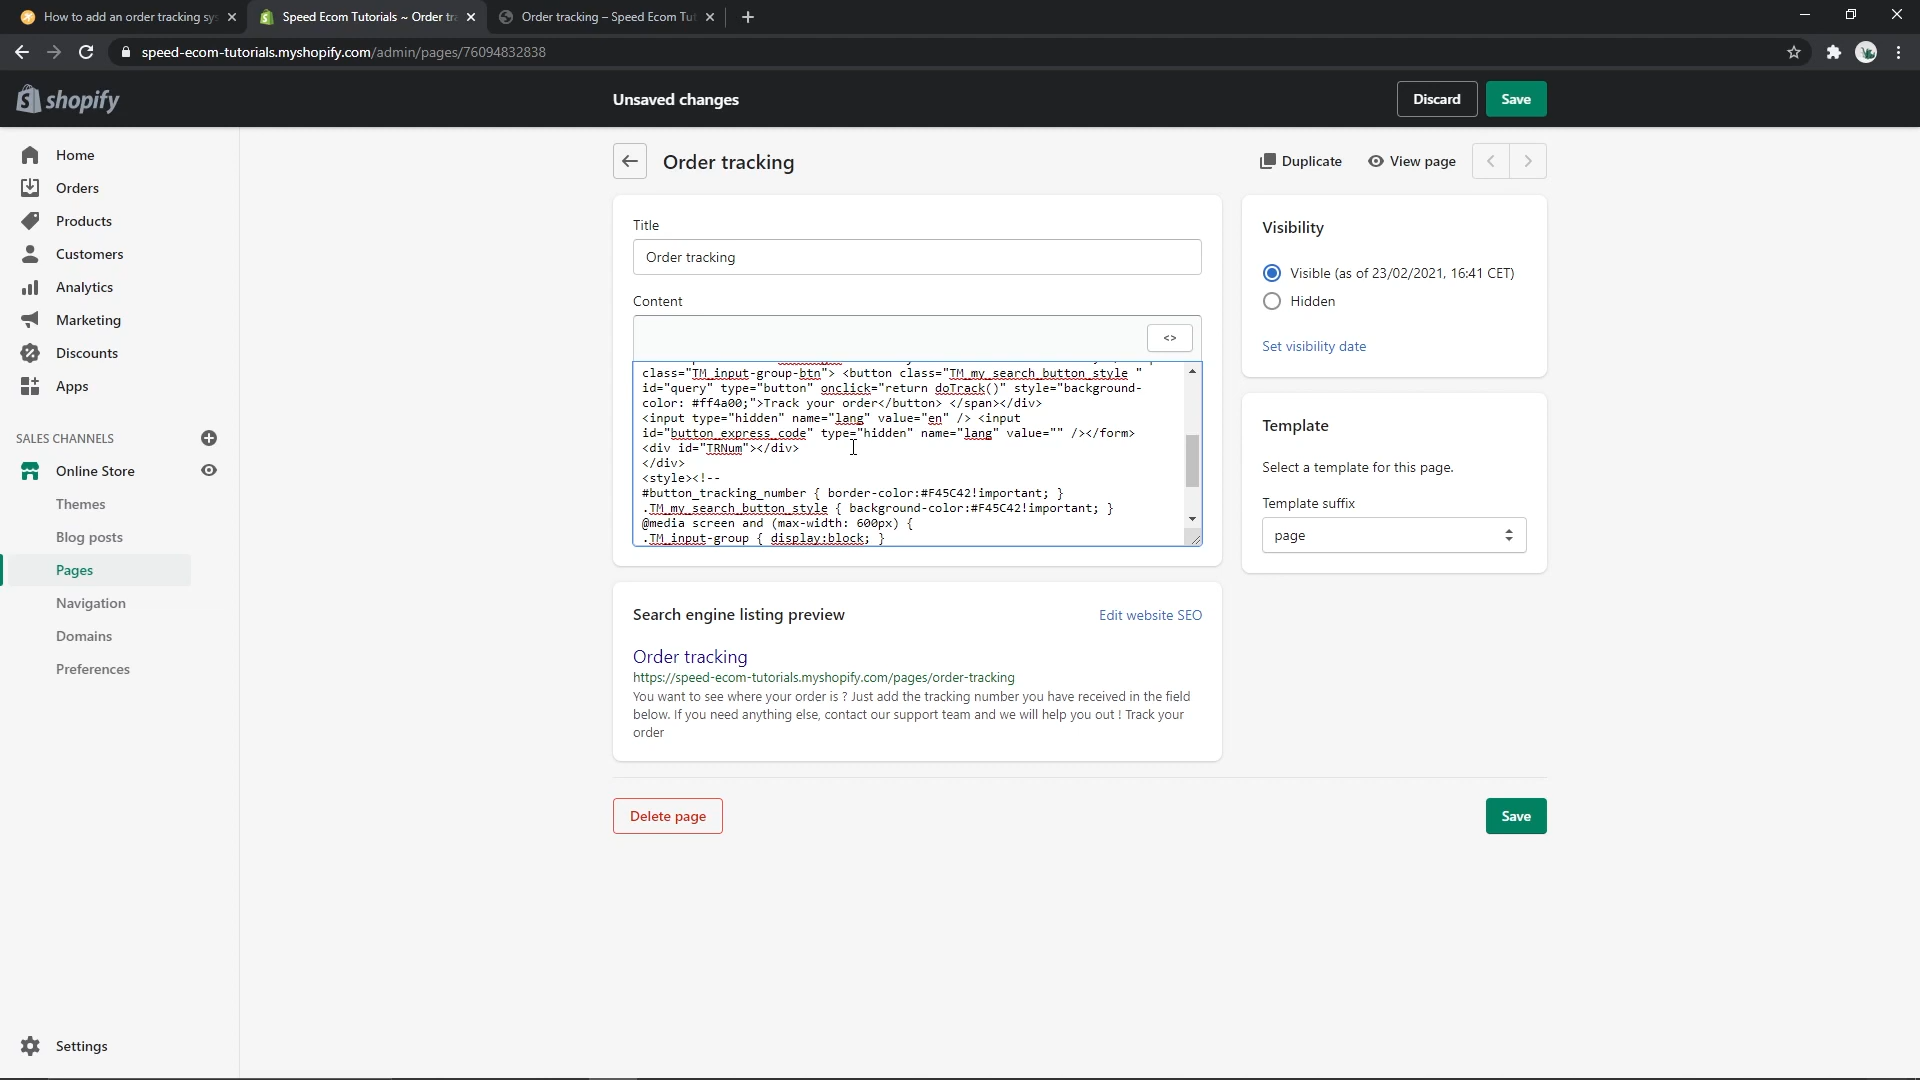 How to add an order tracking sy
Speed Ecom Tutorials ~ Order tra
Order tracking – Speed Ecom Tut
speed-ecom-tutorials.myshopify.com/admin/pages/76094832838
shopify
Unsaved changes
Discard
Save
Home
Orders
Products
Customers
Analytics
Marketing
Discounts
Apps
SALES CHANNELS
Online Store
Themes
Blog posts
Pages
Navigation
Domains
Preferences
Settings
Order tracking
Duplicate
View page
Title
Order tracking
Content
<>
class="TM_input-group-btn"> <button class="TM_my_search_button_style "
id="query" type="button" onclick="return doTrack()" style="background-
color: #ff4a00;">Track your order</button> </span></div>
<input type="hidden" name="lang" value="en" /> <input
id="button_express_code" type="hidden" name="lang" value="" /></form>
<div id="TRNum"></div>
</div>
<style><!--
#button_tracking_number { border-color:#F45C42!important; }
.TM_my_search_button_style { background-color:#F45C42!important; }
@media screen and (max-width: 600px) {
.TM_input-group { display:block; }
Search engine listing preview
Edit website SEO
Order tracking
https://speed-ecom-tutorials.myshopify.com/pages/order-tracking
You want to see where your order is ? Just add the tracking number you have received in the field
below. If you need anything else, contact our support team and we will help you out ! Track your
order
Delete page
Save
Visibility
Visible (as of 23/02/2021, 16:41 CET)
Hidden
Set visibility date
Template
Select a template for this page.
Template suffix
page